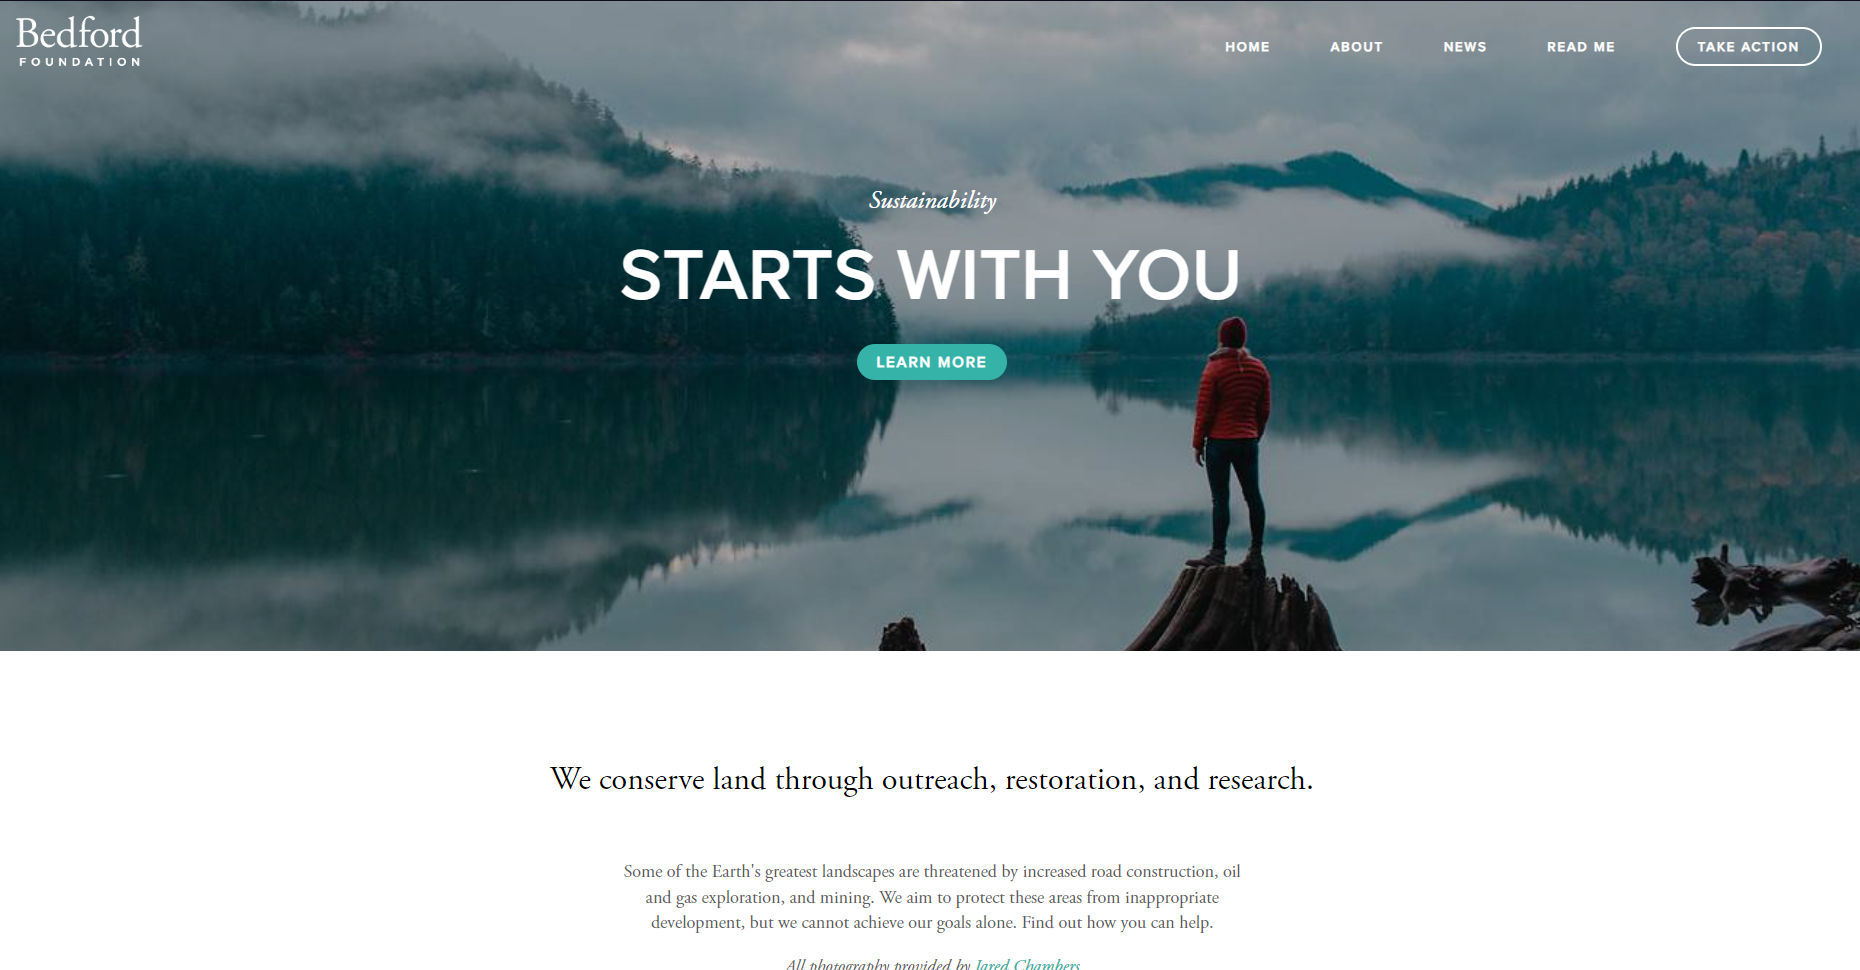 Bedford
FOUNDATION
HOME ABOUT NEWS READ ME TAKE ACTION
Sustainability
STARTS WITH YOU
LEARN MORE
We conserve land through outreach, restoration, and research.
Some of the Earth's greatest landscapes are threatened by increased road construction, oil
and gas exploration, and mining. We aim to protect these areas from inappropriate
development, but we cannot achieve our goals alone. Find out how you can help.
All photography provided by Jared Chambers